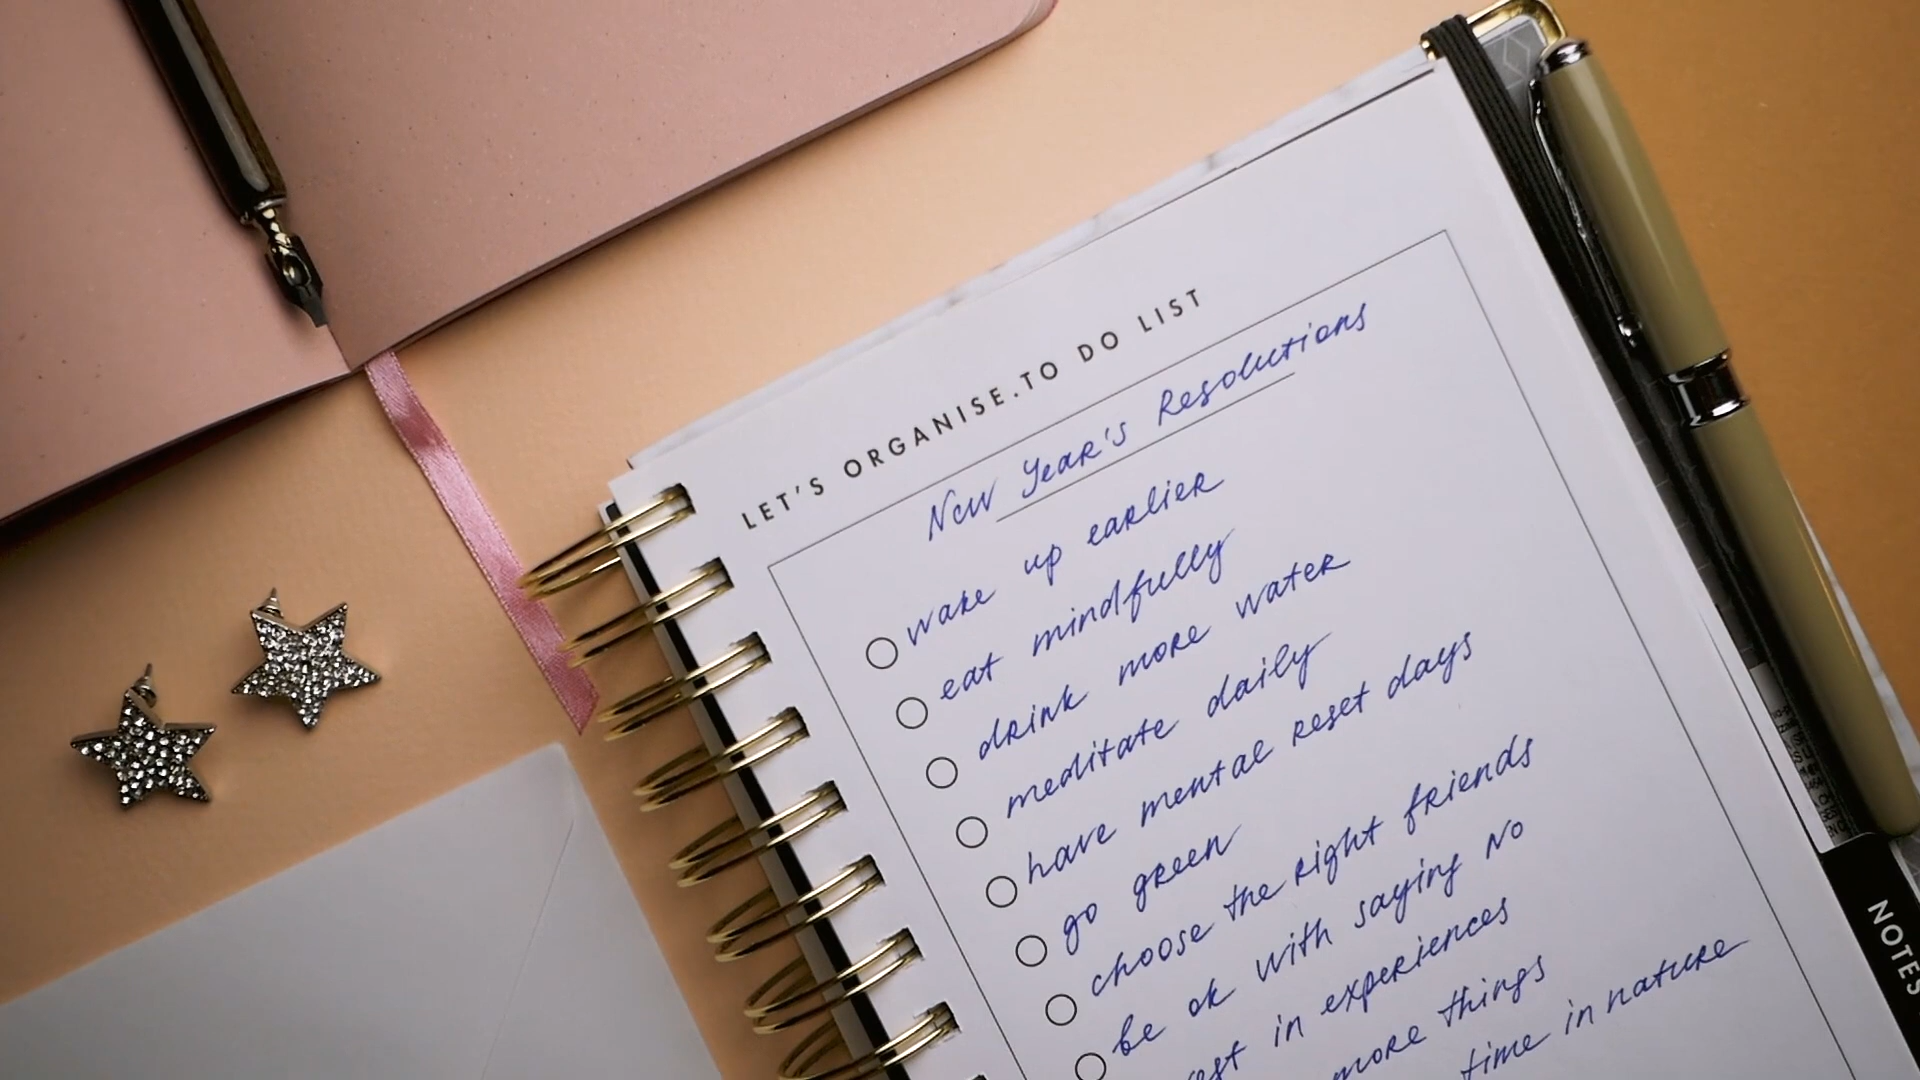 LET'S ORGANISE.TO DO LIST
New Year's Resolutions
wake up earlier
eat mindfully
drink more water
meditate daily
have mental reset days
go green
choose the right friends
be ok with saying no
in experiences
more things
time in nature
NOTES